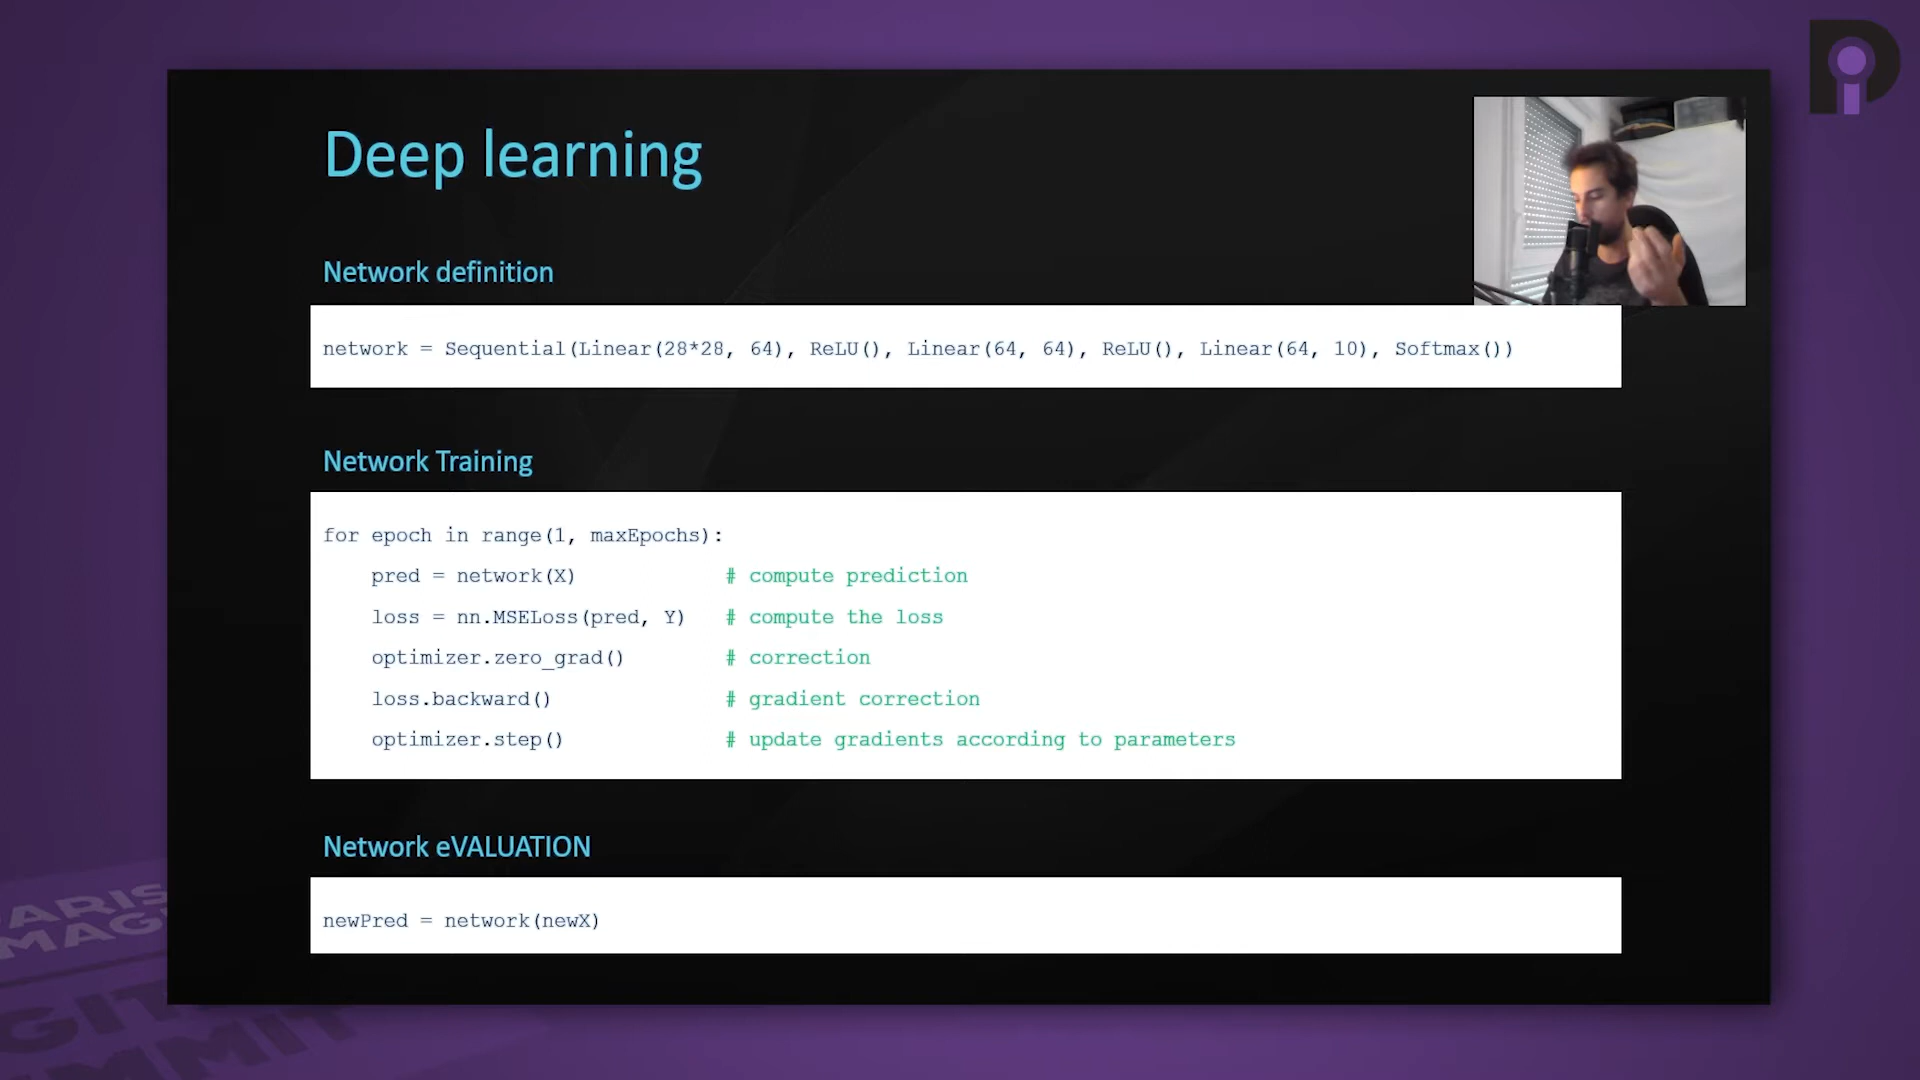 Deep learning
Network definition
network = Sequential(Linear(28*28, 64), ReLU(), Linear(64, 64), ReLU(), Linear(64, 10), Softmax())
Network Training
for epoch in range(1, maxEpochs):
    pred = network(X)            # compute prediction
    loss = nn.MSELoss(pred, Y)   # compute the loss
    optimizer.zero_grad()        # correction
    loss.backward()              # gradient correction
    optimizer.step()             # update gradients according to parameters
Network eVALUATION
newPred = network(newX)